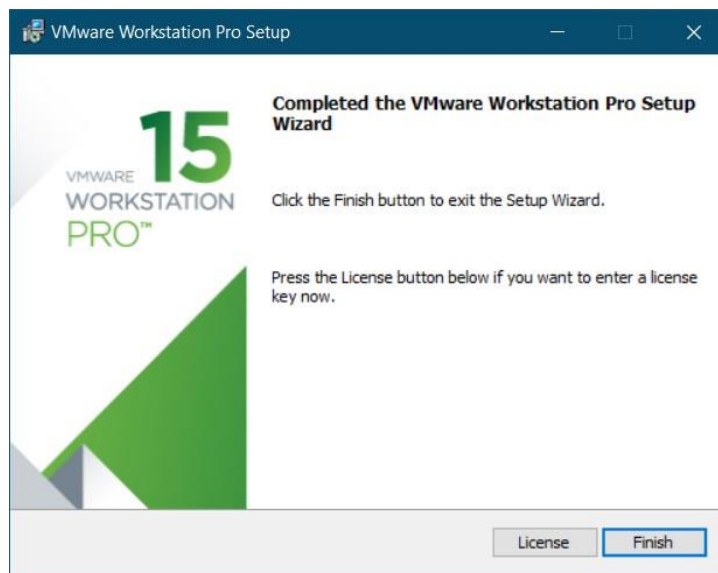 VMware Workstation Pro Setup
Completed the VMware Workstation Pro Setup
Wizard
15
VMWARE
WORKSTATION
PRO™
Click the Finish button to exit the Setup Wizard.
Press the License button below if you want to enter a license
key now.
License
Finish